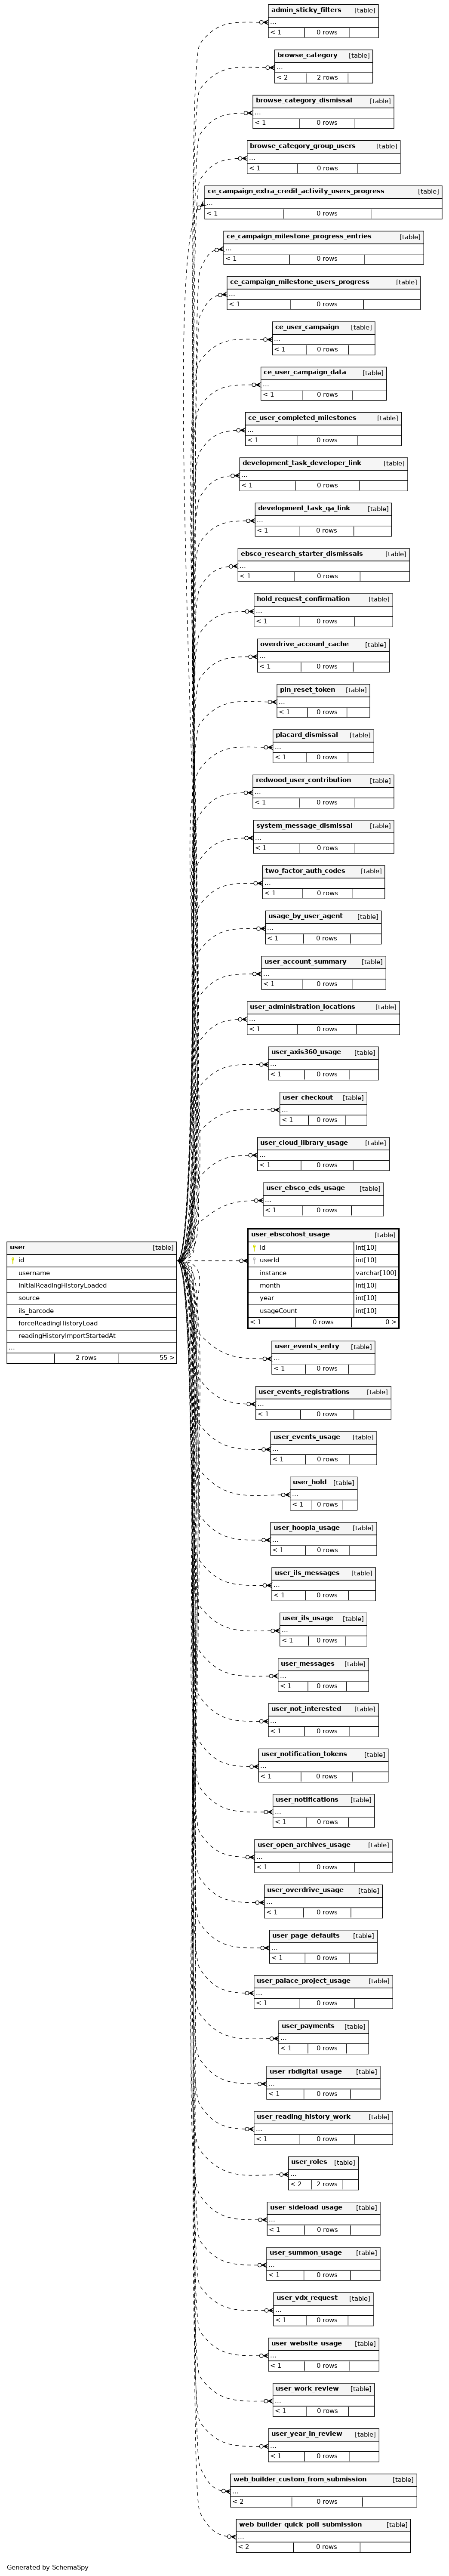 admin_sticky_filters [table]
...
< 1 0 rows
browse_category [table]
...
< 2 2 rows
browse_category_dismissal [table]
...
< 1 0 rows
browse_category_group_users [table]
...
< 1 0 rows
ce_campaign_extra_credit_activity_users_progress [table]
...
< 1 0 rows
ce_campaign_milestone_progress_entries [table]
...
< 1 0 rows
ce_campaign_milestone_users_progress [table]
...
< 1 0 rows
ce_user_campaign [table]
...
< 1 0 rows
ce_user_campaign_data [table]
...
< 1 0 rows
ce_user_completed_milestones [table]
...
< 1 0 rows
development_task_developer_link [table]
...
< 1 0 rows
development_task_qa_link [table]
...
< 1 0 rows
ebsco_research_starter_dismissals [table]
...
< 1 0 rows
hold_request_confirmation [table]
...
< 1 0 rows
overdrive_account_cache [table]
...
< 1 0 rows
pin_reset_token [table]
...
< 1 0 rows
placard_dismissal [table]
...
< 1 0 rows
redwood_user_contribution [table]
...
< 1 0 rows
system_message_dismissal [table]
...
< 1 0 rows
two_factor_auth_codes [table]
...
< 1 0 rows
usage_by_user_agent [table]
...
< 1 0 rows
user_account_summary [table]
...
< 1 0 rows
user_administration_locations [table]
...
< 1 0 rows
user_axis360_usage [table]
...
< 1 0 rows
user_checkout [table]
...
< 1 0 rows
user_cloud_library_usage [table]
...
< 1 0 rows
user_ebsco_eds_usage [table]
...
< 1 0 rows
user [table]
id
username
initialReadingHistoryLoaded
source
ils_barcode
forceReadingHistoryLoad
readingHistoryImportStartedAt
...
2 rows 55 >
user_ebscohost_usage [table]
id int[10]
userId int[10]
instance varchar[100]
month int[10]
year int[10]
usageCount int[10]
< 1 0 rows 0 >
user_events_entry [table]
...
< 1 0 rows
user_events_registrations [table]
...
< 1 0 rows
user_events_usage [table]
...
< 1 0 rows
user_hold [table]
...
< 1 0 rows
user_hoopla_usage [table]
...
< 1 0 rows
user_ils_messages [table]
...
< 1 0 rows
user_ils_usage [table]
...
< 1 0 rows
user_messages [table]
...
< 1 0 rows
user_not_interested [table]
...
< 1 0 rows
user_notification_tokens [table]
...
< 1 0 rows
user_notifications [table]
...
< 1 0 rows
user_open_archives_usage [table]
...
< 1 0 rows
user_overdrive_usage [table]
...
< 1 0 rows
user_page_defaults [table]
...
< 1 0 rows
user_palace_project_usage [table]
...
< 1 0 rows
user_payments [table]
...
< 1 0 rows
user_rbdigital_usage [table]
...
< 1 0 rows
user_reading_history_work [table]
...
< 1 0 rows
user_roles [table]
...
< 2 2 rows
user_sideload_usage [table]
...
< 1 0 rows
user_summon_usage [table]
...
< 1 0 rows
user_vdx_request [table]
...
< 1 0 rows
user_website_usage [table]
...
< 1 0 rows
user_work_review [table]
...
< 1 0 rows
user_year_in_review [table]
...
< 1 0 rows
web_builder_custom_from_submission [table]
...
< 2 0 rows
web_builder_quick_poll_submission [table]
...
< 2 0 rows
Generated by SchemaSpy